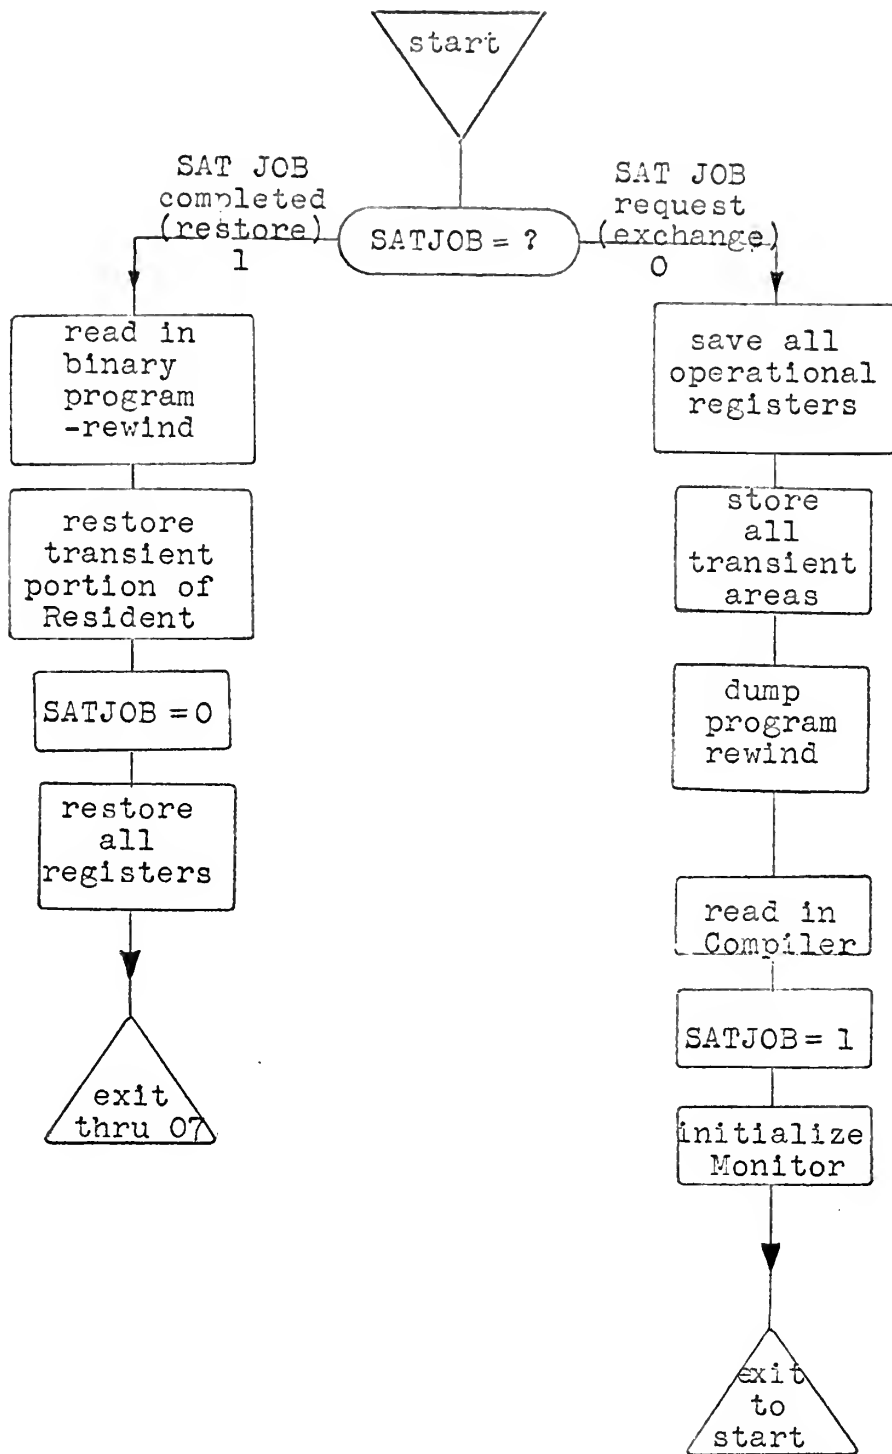 start
SAT JOB
completed
(restore)
1
SATJOB = ?
SAT JOB
request
(exchange)
0
read in
binary
program
-rewind
restore
transient
portion of
Resident
SATJOB = 0
restore
all
registers
exit
thru 07
save all
operational
registers
store
all
transient
areas
dump
program
rewind
read in
Compiler
SATJOB = 1
initialize
Monitor
exit
to
start